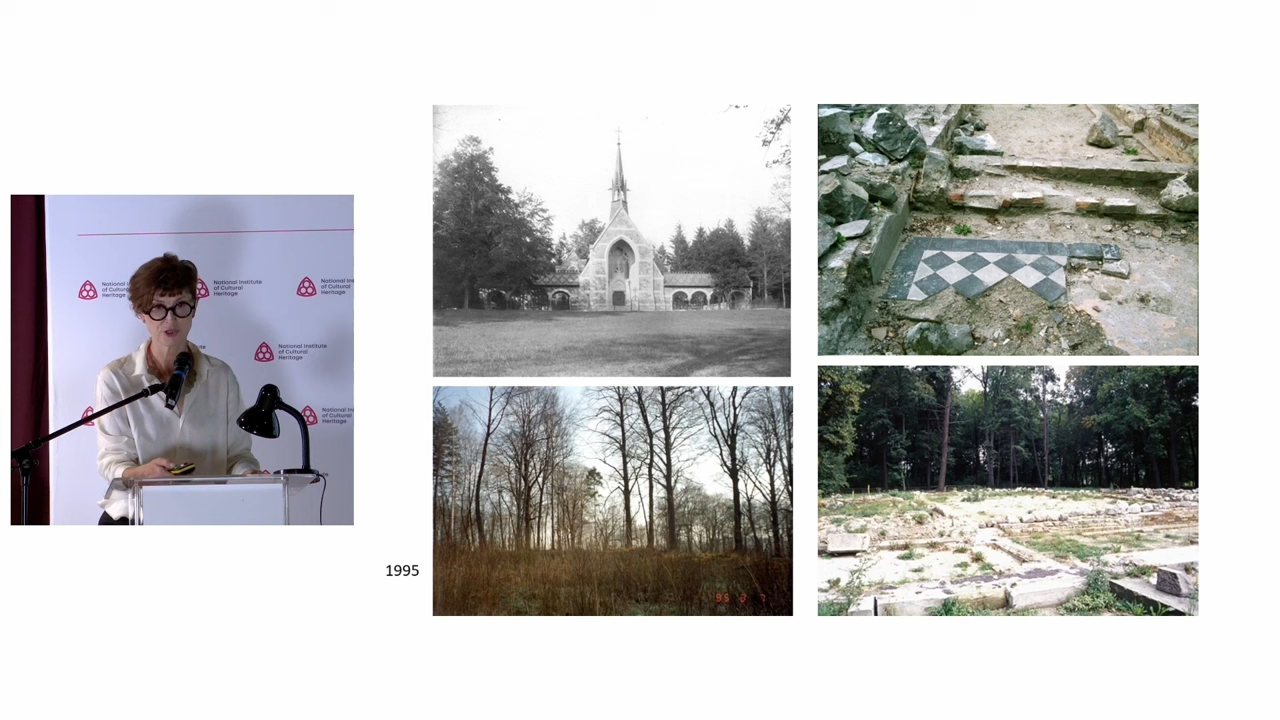 National Institute
of Cultural
Heritage
National Institute
of Cultural
Heritage
National Institute
of Cultural
Heritage
National Institute
of Cultural
Heritage
1995